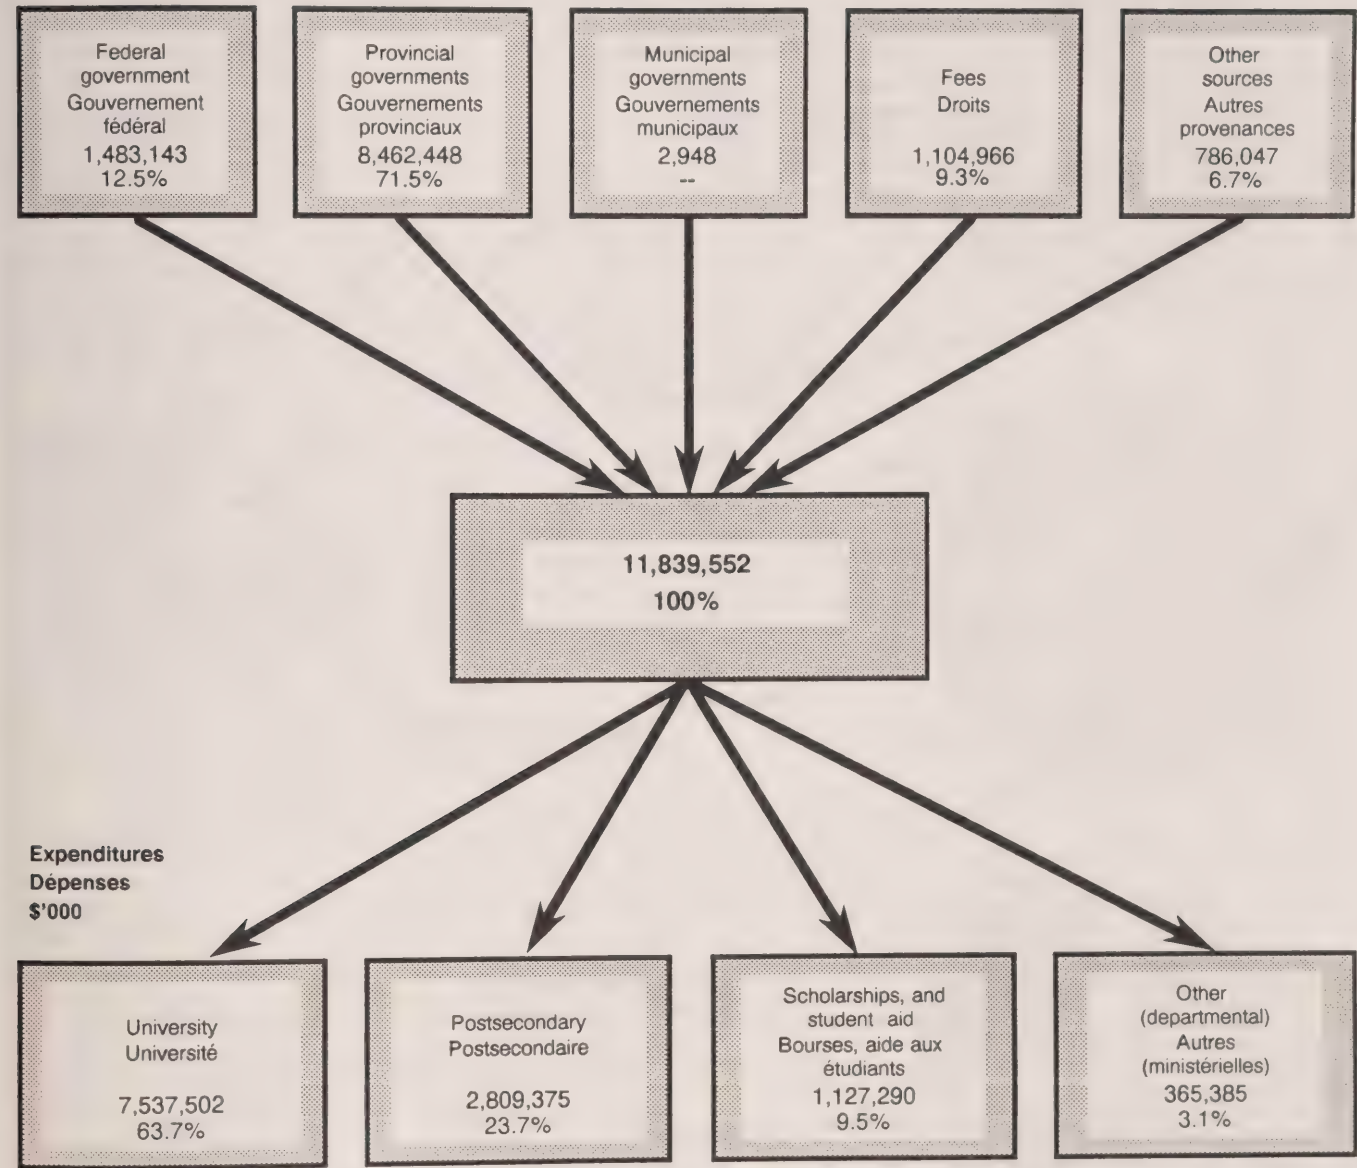 Federal
government
Gouvernement
fédéral
1,483,143
12.5%
Provincial
governments
Gouvernements
provinciaux
8,462,448
71.5%
Municipal
governments
Gouvernements
municipaux
2,948
--
Fees
Droits
1,104,966
9.3%
Other
sources
Autres
provenances
786,047
6.7%
11,839,552
100%
Expenditures
Dépenses
$'000
University
Université
7,537,502
63.7%
Postsecondary
Postsecondaire
2,809,375
23.7%
Scholarships, and
student aid
Bourses, aide aux
étudiants
1,127,290
9.5%
Other
(departmental)
Autres
(ministérielles)
365,385
3.1%